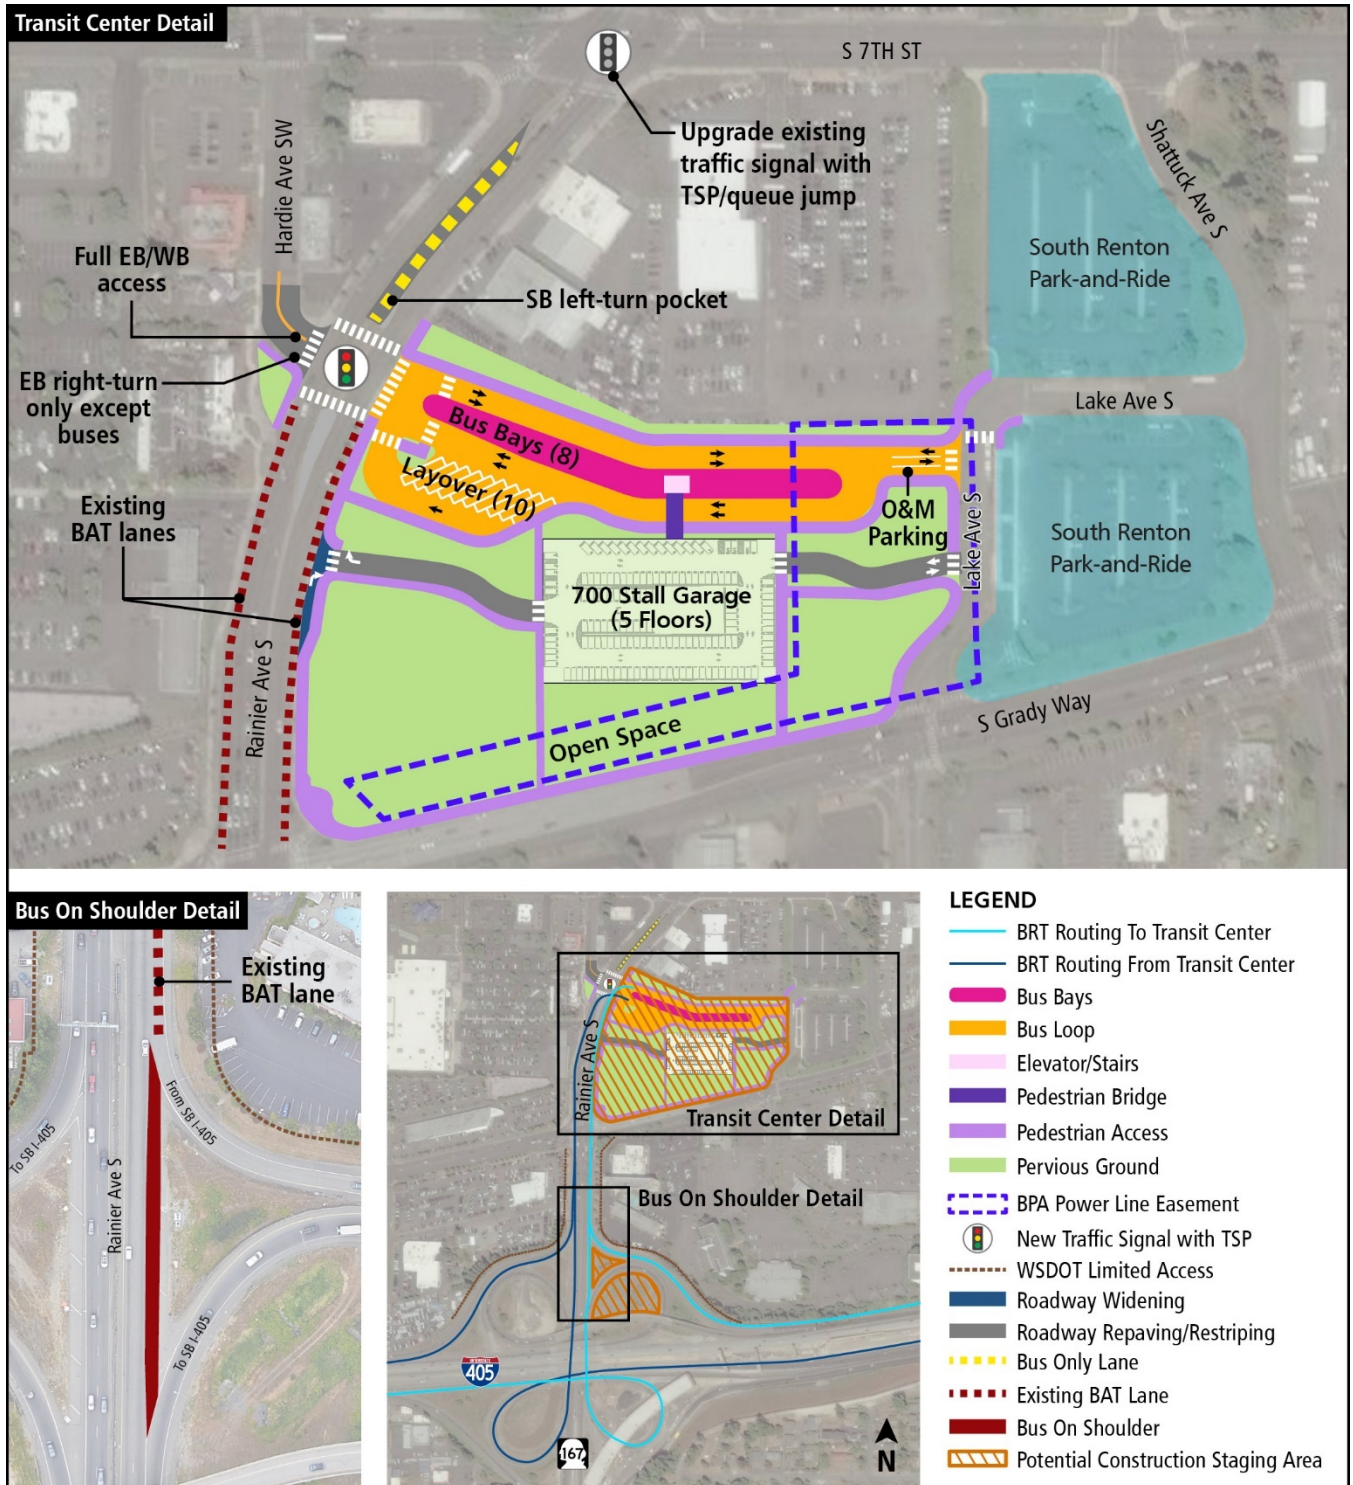 Transit Center Detail
S 7TH ST
Hardie Ave SW
Shattuck Ave S
Upgrade existing
traffic signal with
TSP/queue jump
South Renton
Park-and-Ride
Full EB/WB
access
SB left-turn pocket
EB right-turn
only except
buses
Lake Ave S
Bus Bays (8)
Layover (10)
Existing
BAT lanes
O&M
Parking
Lake Ave S
South Renton
Park-and-Ride
700 Stall Garage
(5 Floors)
Rainier Ave S
Open Space
S Grady Way
Bus On Shoulder Detail
Existing
BAT lane
From SB I-405
To SB I-405
Rainier Ave S
To SB I-405
Rainier Ave S
Transit Center Detail
Bus On Shoulder Detail
INTERSTATE
405
167
N
LEGEND
BRT Routing To Transit Center
BRT Routing From Transit Center
Bus Bays
Bus Loop
Elevator/Stairs
Pedestrian Bridge
Pedestrian Access
Pervious Ground
BPA Power Line Easement
New Traffic Signal with TSP
WSDOT Limited Access
Roadway Widening
Roadway Repaving/Restriping
Bus Only Lane
Existing BAT Lane
Bus On Shoulder
Potential Construction Staging Area